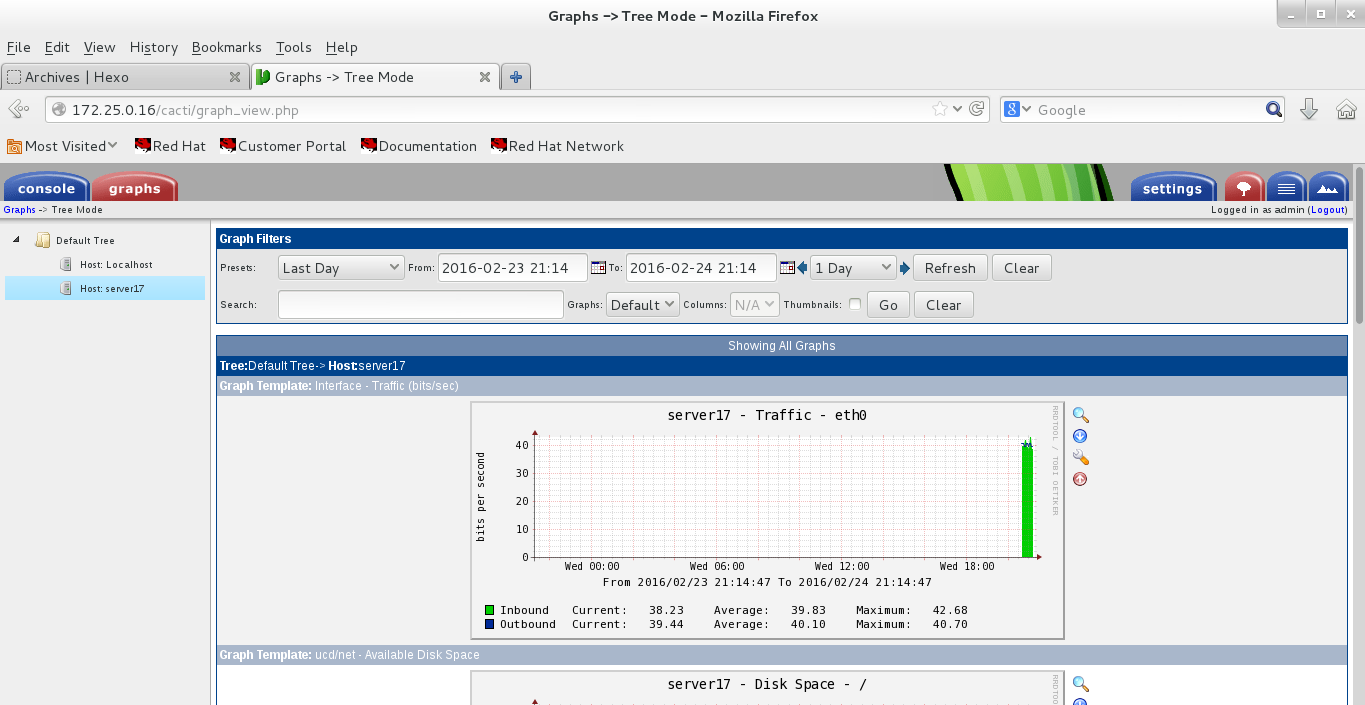 Graphs -> Tree Mode - Mozilla Firefox
File Edit View History Bookmarks Tools Help
Archives | Hexo
Graphs -> Tree Mode
172.25.0.16/cacti/graph_view.php
8 Google
Most Visited Red Hat Customer Portal Documentation Red Hat Network
console graphs settings
Graphs -> Tree Mode
Logged in as admin (Logout)
Default Tree
Host: Localhost
Host: server17
Graph Filters
Presets: Last Day From: 2016-02-23 21:14 To: 2016-02-24 21:14 1 Day Refresh Clear
Search: Graphs: Default Columns: N/A Thumbnails: Go Clear
Showing All Graphs
Tree:Default Tree-> Host:server17
Graph Template: Interface - Traffic (bits/sec)
server17 - Traffic - eth0
RRDTOOL / TOBI OETIKER
bits per second
40
30
20
10
0
Wed 00:00 Wed 06:00 Wed 12:00 Wed 18:00
From 2016/02/23 21:14:47 To 2016/02/24 21:14:47
Inbound Current: 38.23 Average: 39.83 Maximum: 42.68
Outbound Current: 39.44 Average: 40.10 Maximum: 40.70
Graph Template: ucd/net - Available Disk Space
server17 - Disk Space - /